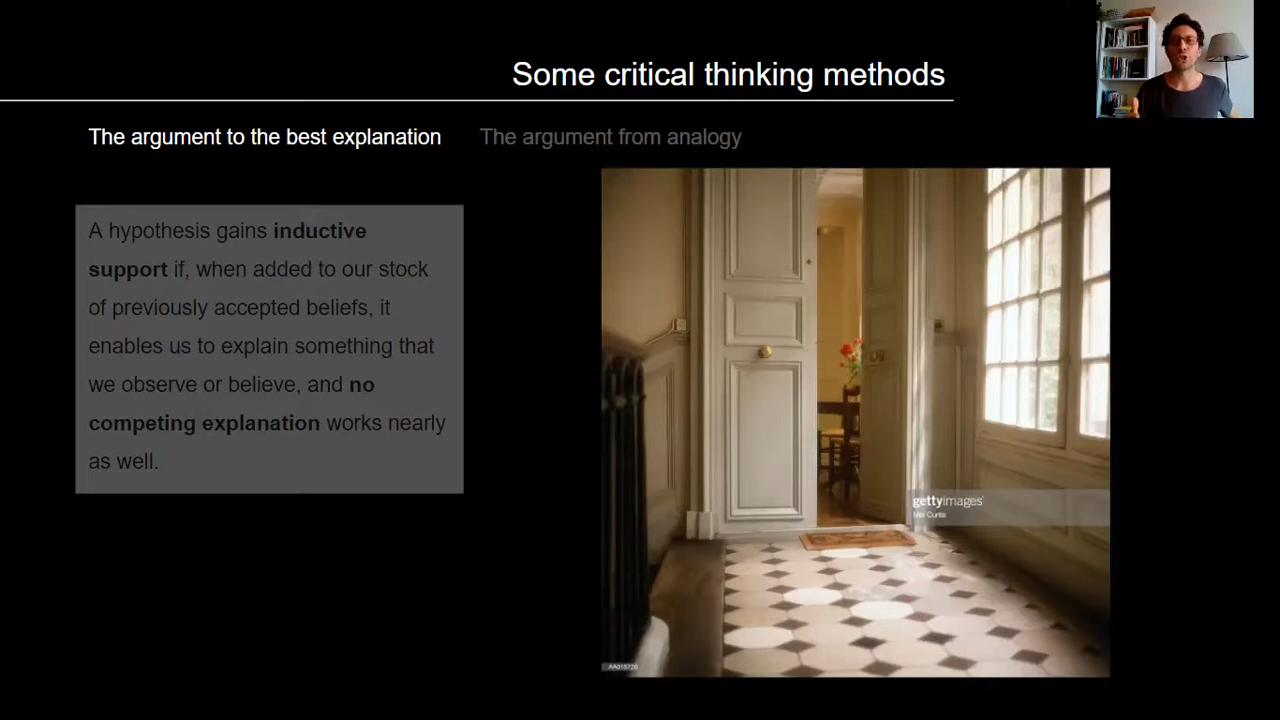 Some critical thinking methods
The argument to the best explanation
The argument from analogy
A hypothesis gains inductive
support if, when added to our stock
of previously accepted beliefs, it
enables us to explain something that
we observe or believe, and no
competing explanation works nearly
as well.
gettyimages
Mel Curtis